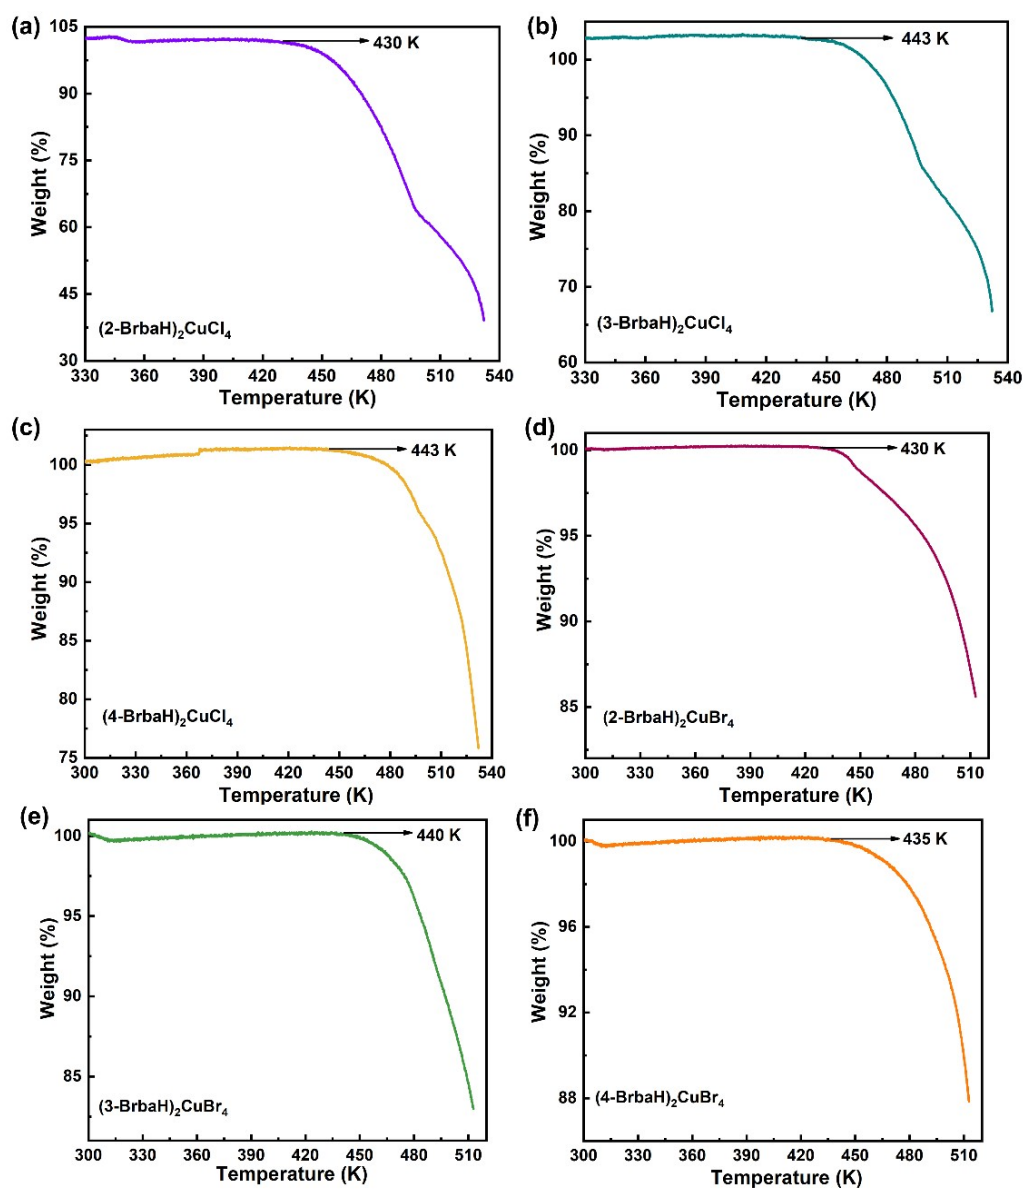 (a)
105
90
75
60
45
30
Weight (%)
430 K
(2-BrbaH)₂CuCl₄
330 360 390 420 450 480 510 540
Temperature (K)
(b)
100
90
80
70
60
Weight (%)
443 K
(3-BrbaH)₂CuCl₄
330 360 390 420 450 480 510 540
Temperature (K)
(c)
100
95
90
85
80
75
Weight (%)
443 K
(4-BrbaH)₂CuCl₄
300 330 360 390 420 450 480 510 540
Temperature (K)
(d)
100
95
90
85
Weight (%)
430 K
(2-BrbaH)₂CuBr₄
300 330 360 390 420 450 480 510
Temperature (K)
(e)
100
95
90
85
Weight (%)
440 K
(3-BrbaH)₂CuBr₄
300 330 360 390 420 450 480 510
Temperature (K)
(f)
100
96
92
88
Weight (%)
435 K
(4-BrbaH)₂CuBr₄
300 330 360 390 420 450 480 510
Temperature (K)